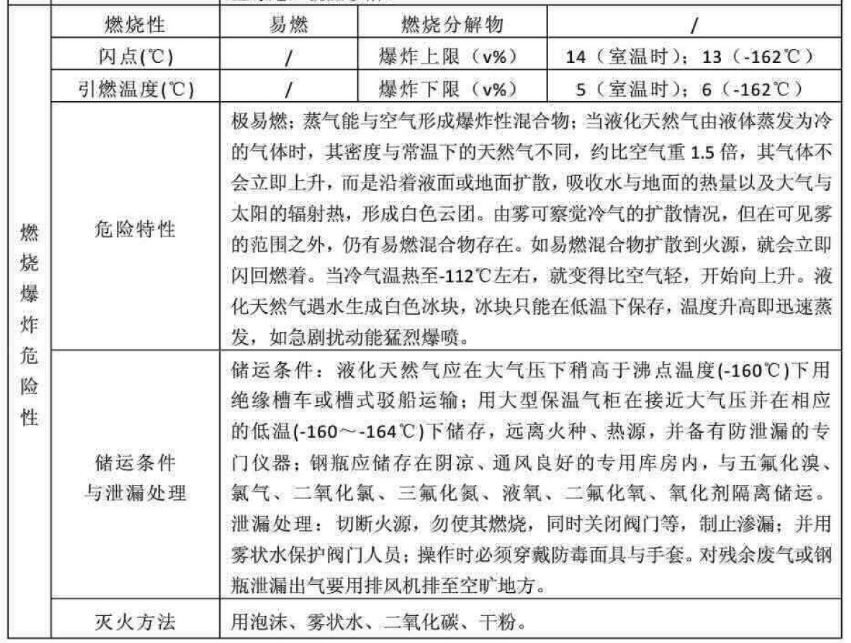 燃烧性 易燃 燃烧分解物 /
闪点(℃) / 爆炸上限（v%） 14（室温时）；13（-162℃）
引燃温度(℃) / 爆炸下限（v%） 5（室温时）；6（-162℃）
燃烧爆炸危险性
危险特性
极易燃；蒸气能与空气形成爆炸性混合物；当液化天然气由液体蒸发为冷
的气体时，其密度与常温下的天然气不同，约比空气重 1.5 倍，其气体不
会立即上升，而是沿着液面或地面扩散，吸收水与地面的热量以及大气与
太阳的辐射热，形成白色云团。由雾可察觉冷气的扩散情况，但在可见雾
的范围之外，仍有易燃混合物存在。如易燃混合物扩散到火源，就会立即
闪回燃着。当冷气温热至-112℃左右，就变得比空气轻，开始向上升。液
化天然气遇水生成白色冰块，冰块只能在低温下保存，温度升高即迅速蒸
发，如急剧扰动能猛烈爆喷。
储运条件
与泄漏处理
储运条件：液化天然气应在大气压下稍高于沸点温度(-160℃)下用
绝缘槽车或槽式驳船运输；用大型保温气柜在接近大气压并在相应
的低温(-160～-164℃)下储存，远离火种、热源，并备有防泄漏的专
门仪器；钢瓶应储存在阴凉、通风良好的专用库房内，与五氟化溴、
氯气、二氧化氯、三氟化氮、液氧、二氟化氧、氧化剂隔离储运。
泄漏处理：切断火源，勿使其燃烧，同时关闭阀门等，制止渗漏；并用
雾状水保护阀门人员；操作时必须穿戴防毒面具与手套。对残余废气或钢
瓶泄漏出气要用排风机排至空旷地方。
灭火方法 用泡沫、雾状水、二氧化碳、干粉。